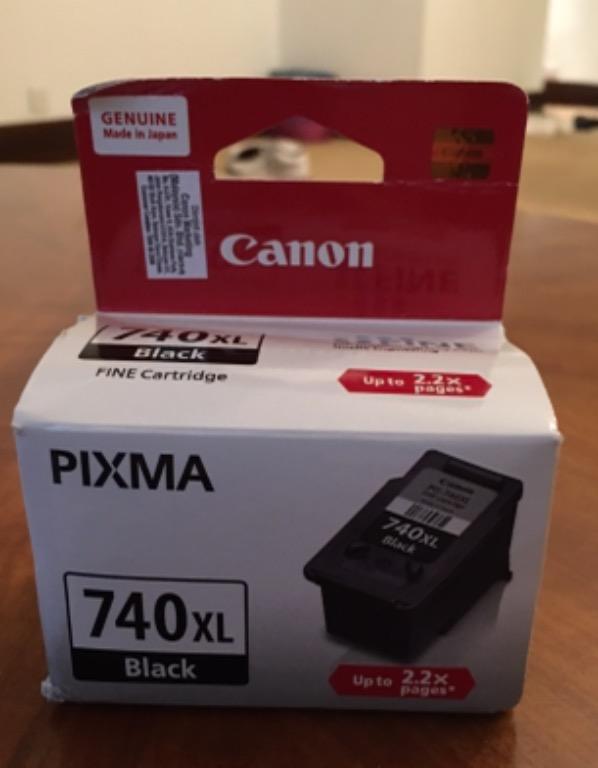 GENUINE
Made in Japan
Canon
740XL
Black
FINE Cartridge
Up to 2.2x
pages*
PIXMA
Canon
740XL
Black
740XL
Black
Up to 2.2x
pages*